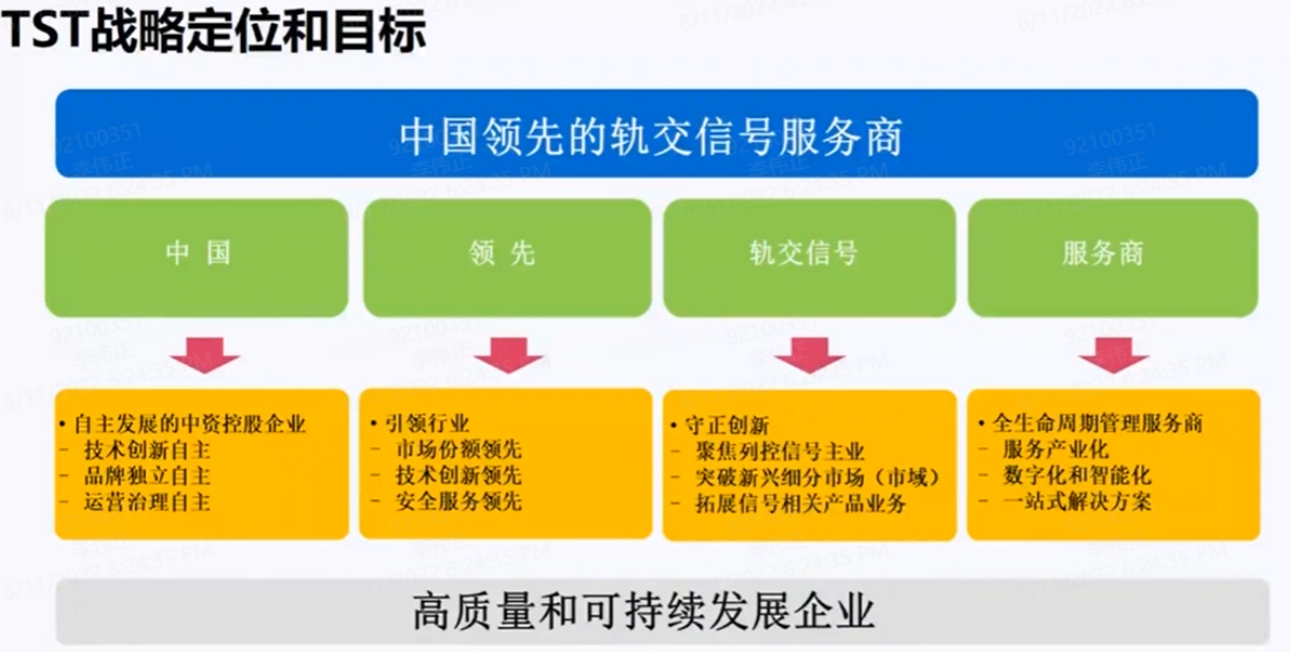 TST战略定位和目标
中国领先的轨交信号服务商
中 国
领 先
轨交信号
服务商
• 自主发展的中资控股企业
- 技术创新自主
- 品牌独立自主
- 运营治理自主
• 引领行业
- 市场份额领先
- 技术创新领先
- 安全服务领先
• 守正创新
- 聚焦列控信号主业
- 突破新兴细分市场（市域）
- 拓展信号相关产品业务
• 全生命周期管理服务商
- 服务产业化
- 数字化和智能化
- 一站式解决方案
高质量和可持续发展企业
92100351
李伟正
6/11/2022 6:24:35 PM